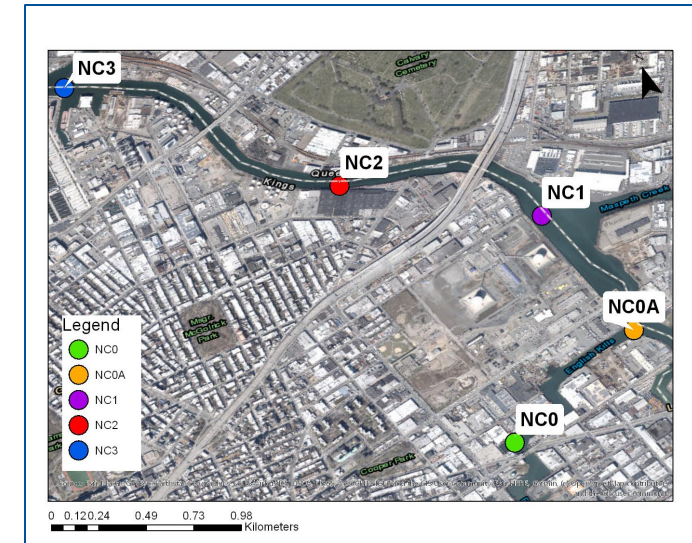 Calvary
Cemetery
NC3
NC2
Quee
Kings
NC1
Maspeth Creek
NC0A
Legend
NC0
NC0A
NC1
NC2
NC3
Msgr.
McGolrick
Park
English Kills
NC0
Cooper Park
0 0.12 0.24 0.49 0.73 0.98
Kilometers